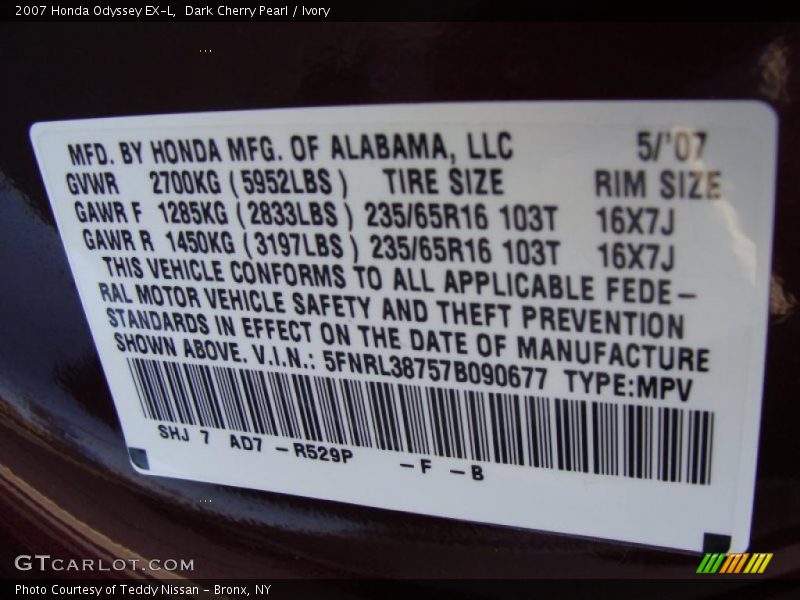 2007 Honda Odyssey EX-L,  Dark Cherry Pearl / Ivory
MFD. BY HONDA MFG. OF ALABAMA, LLC 5/'07
GVWR 2700KG (5952LBS) TIRE SIZE RIM SIZE
GAWR F 1285KG (2833LBS) 235/65R16 103T 16X7J
GAWR R 1450KG (3197LBS) 235/65R16 103T 16X7J
THIS VEHICLE CONFORMS TO ALL APPLICABLE FEDE-
RAL MOTOR VEHICLE SAFETY AND THEFT PREVENTION
STANDARDS IN EFFECT ON THE DATE OF MANUFACTURE
SHOWN ABOVE. V.I.N.: 5FNRL38757B090677 TYPE:MPV
SHJ 7 AD7 -R529P -F -B
GTCARLOT.COM
Photo Courtesy of Teddy Nissan - Bronx, NY